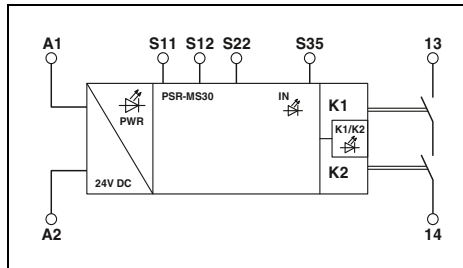 A1 S11 S12 S22 S35 13
PSR-MS30 IN K1
PWR K1/K2
24V DC K2
A2 14